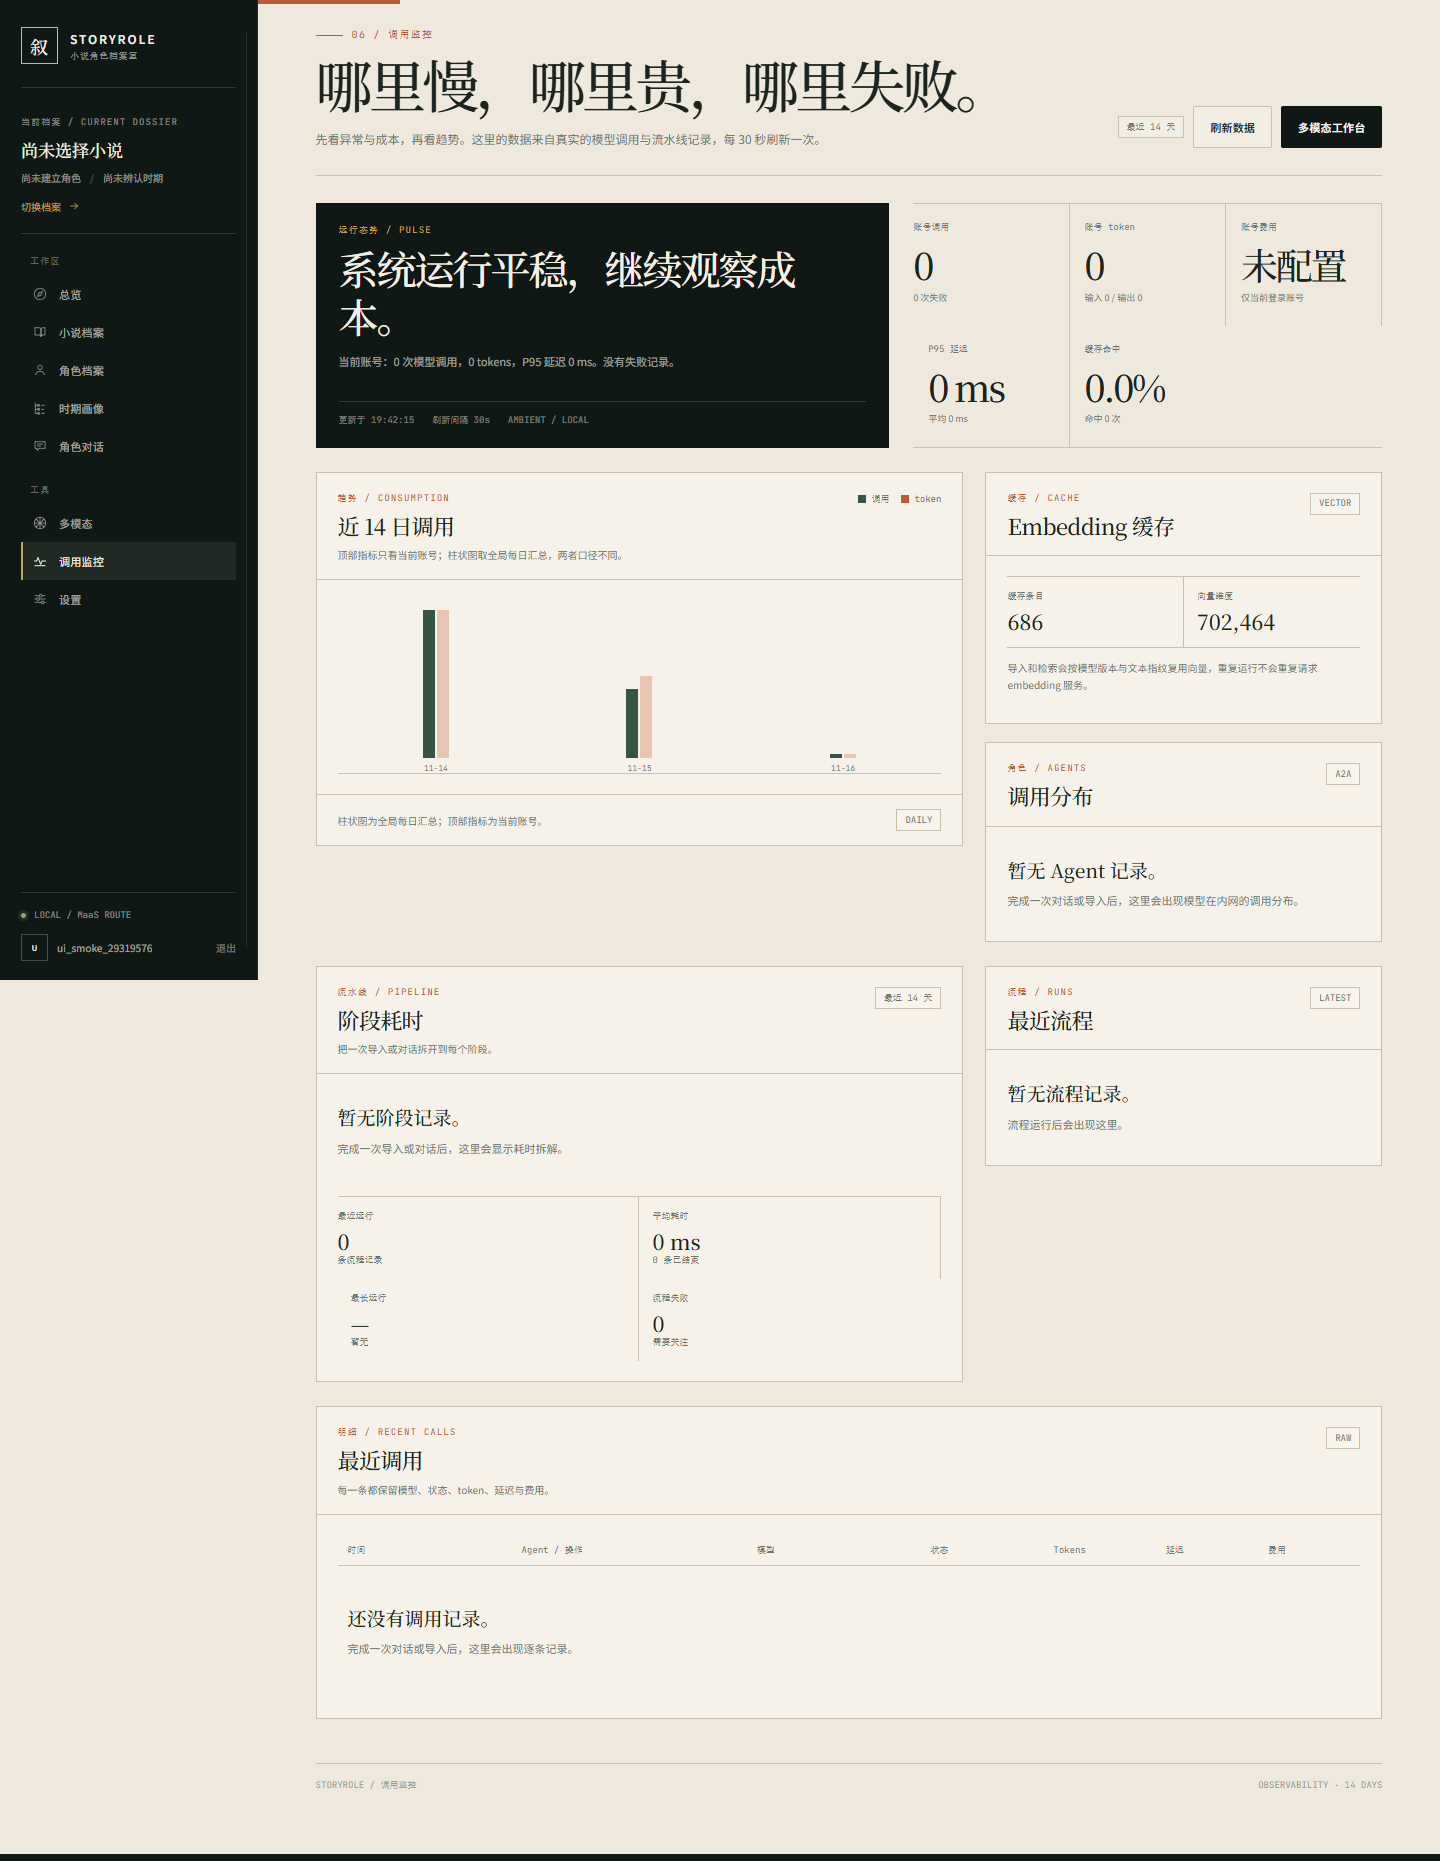 叙
STORYROLE
小说角色档案室
当前档案 / CURRENT DOSSIER
尚未选择小说
尚未建立角色 / 尚未辨认时期
切换档案 →
工作区
总览
小说档案
角色档案
时期画像
角色对话
工具
多模态
调用监控
设置
LOCAL / MaaS ROUTE
U ui_smoke_29319576 退出
06 / 调用监控
哪里慢，哪里贵，哪里失败。
先看异常与成本，再看趋势。这里的数据来自真实的模型调用与流水线记录，每 30 秒刷新一次。
最近 14 天 刷新数据 多模态工作台
运行态势 / PULSE
系统运行平稳，继续观察成
本。
当前账号：0 次模型调用，0 tokens，P95 延迟 0 ms。没有失败记录。
更新于 19:42:15 刷新间隔 30s AMBIENT / LOCAL
账号调用
0
0 次失败
账号 token
0
输入 0 / 输出 0
账号费用
未配置
仅当前登录账号
P95 延迟
0 ms
平均 0 ms
缓存命中
0.0%
命中 0 次
趋势 / CONSUMPTION
调用 token
近 14 日调用
顶部指标只看当前账号；柱状图取全局每日汇总，两者口径不同。
11-14 11-15 11-16
柱状图为全局每日汇总；顶部指标为当前账号。
DAILY
缓存 / CACHE
VECTOR
Embedding 缓存
缓存条目
686
向量维度
702,464
导入和检索会按模型版本与文本指纹复用向量，重复运行不会重复请求
embedding 服务。
角色 / AGENTS
A2A
调用分布
暂无 Agent 记录。
完成一次对话或导入后，这里会出现模型在内网的调用分布。
流水线 / PIPELINE
最近 14 天
阶段耗时
把一次导入或对话拆开到每个阶段。
暂无阶段记录。
完成一次导入或对话后，这里会显示耗时拆解。
最近运行
0
条流程记录
平均耗时
0 ms
0 条已结束
最长运行
—
暂无
流程失败
0
需要关注
流程 / RUNS
LATEST
最近流程
暂无流程记录。
流程运行后会出现这里。
明细 / RECENT CALLS
RAW
最近调用
每一条都保留模型、状态、token、延迟与费用。
时间 Agent / 操作 模型 状态 Tokens 延迟 费用
还没有调用记录。
完成一次对话或导入后，这里会出现逐条记录。
STORYROLE / 调用监控
OBSERVABILITY · 14 DAYS